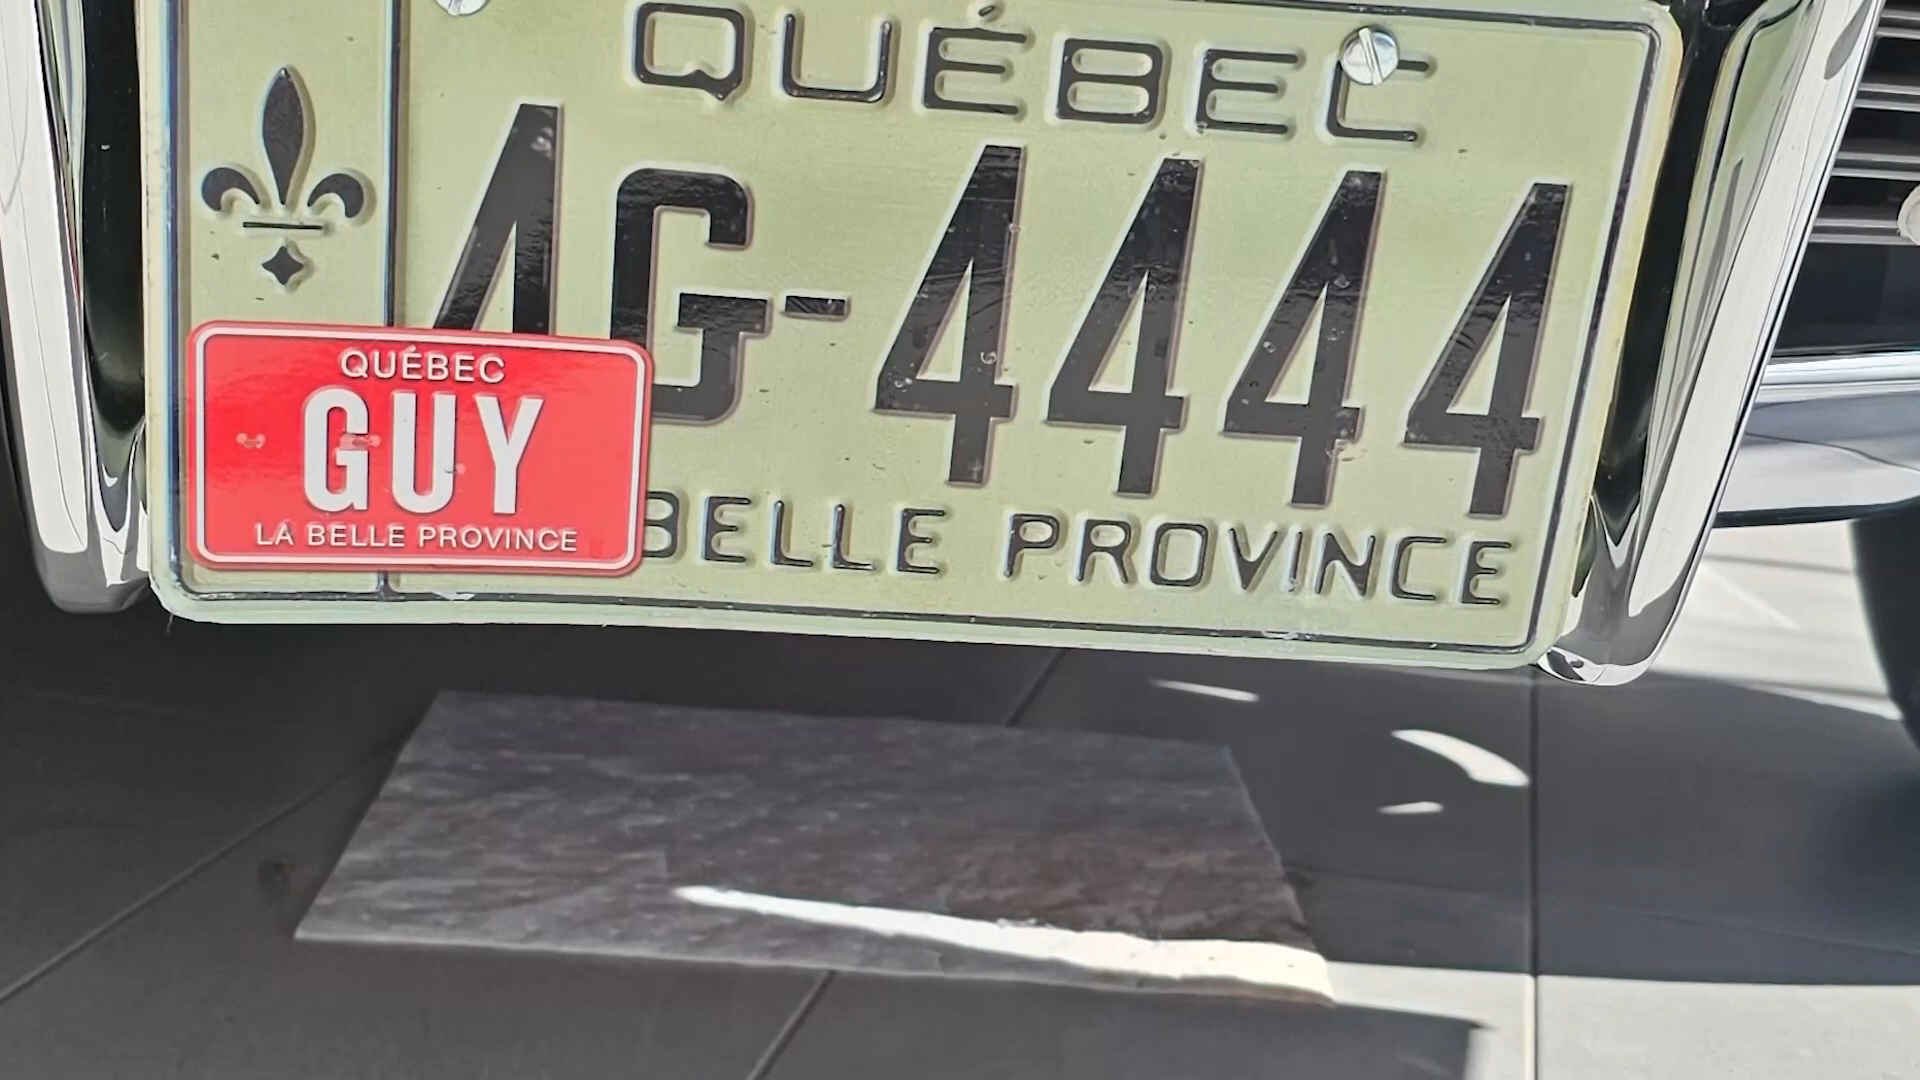 QUÉBEC
4G-4444
QUÉBEC
GUY
LA BELLE PROVINCE
BELLE PROVINCE